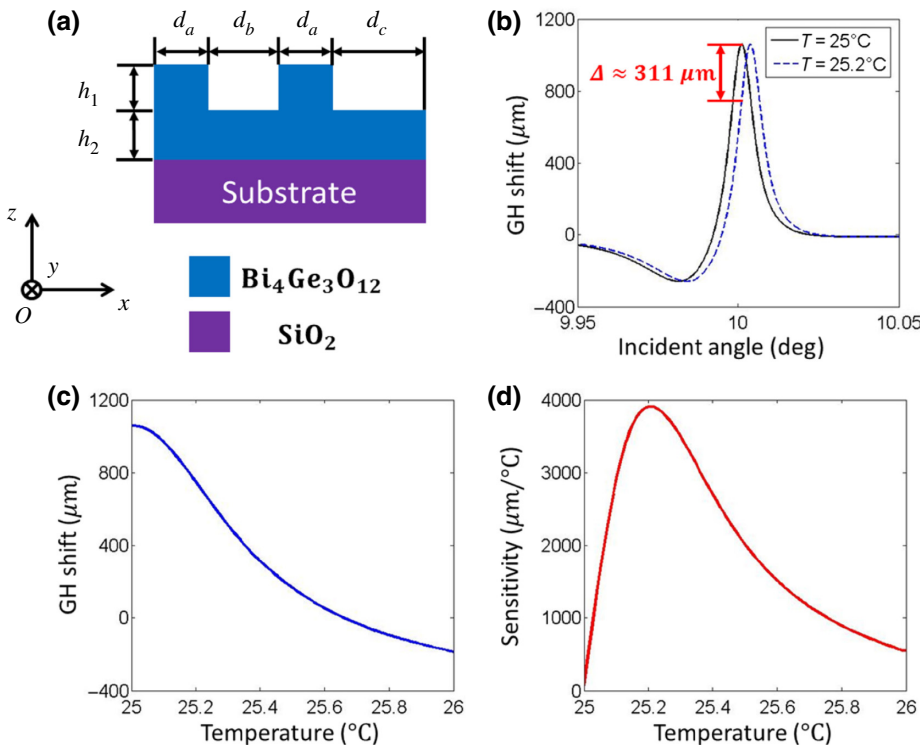 (a)
d_a d_b d_a d_c
h_1
h_2
Substrate
z
y
O
x
Bi₄Ge₃O₁₂
SiO₂
(b)
1200
800
400
0
−400
GH shift (μm)
T = 25°C
T = 25.2°C
Δ ≈ 311 μm
9.95 10 10.05
Incident angle (deg)
(c)
1200
800
400
0
−400
GH shift (μm)
25 25.2 25.4 25.6 25.8 26
Temperature (°C)
(d)
4000
3000
2000
1000
0
Sensitivity (μm/°C)
25 25.2 25.4 25.6 25.8 26
Temperature (°C)